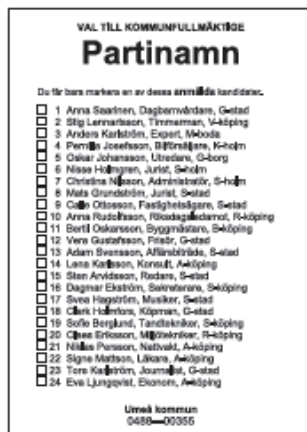 VAL TILL KOMMUNFULLMÄKTIGE
Partinamn
Du får bara markera en av dessa anmälda kandidater.
1 Anna Saarinen, Dagbarnvårdare, G-stad
2 Stig Lennartsson, Timmerman, V-köping
3 Anders Karlström, Expert, M-boda
4 Pernilla Josefsson, Bilförsäljare, K-holm
5 Oskar Johansson, Utredare, G-borg
6 Nisse Holmgren, Jurist, S-holm
7 Christina Nilsson, Administratör, S-holm
8 Mats Grundström, Jurist, S-stad
9 Calle Ottosson, Fastighetsägare, S-stad
10 Anna Rudolfsson, Riksdagsledamot, R-köping
11 Bertil Oskarsson, Byggmästare, B-köping
12 Vera Gustafsson, Frisör, G-stad
13 Adam Svensson, Affärsbiträde, S-stad
14 Lena Karlsson, Konsult, A-köping
15 Sten Arvidsson, Redare, S-stad
16 Dagmar Ekström, Sekreterare, S-köping
17 Svea Hagström, Musiker, S-stad
18 Clark Holmfors, Köpman, G-stad
19 Sofie Berglund, Tandtekniker, S-köping
20 Claes Eriksson, Miljötekniker, R-köping
21 Niklas Persson, Nattvakt, A-köping
22 Signe Mattson, Läkare, A-köping
23 Tore Karlström, Journalist, G-stad
24 Eva Ljungqvist, Ekonom, A-köping
Umeå kommun
0488—00355